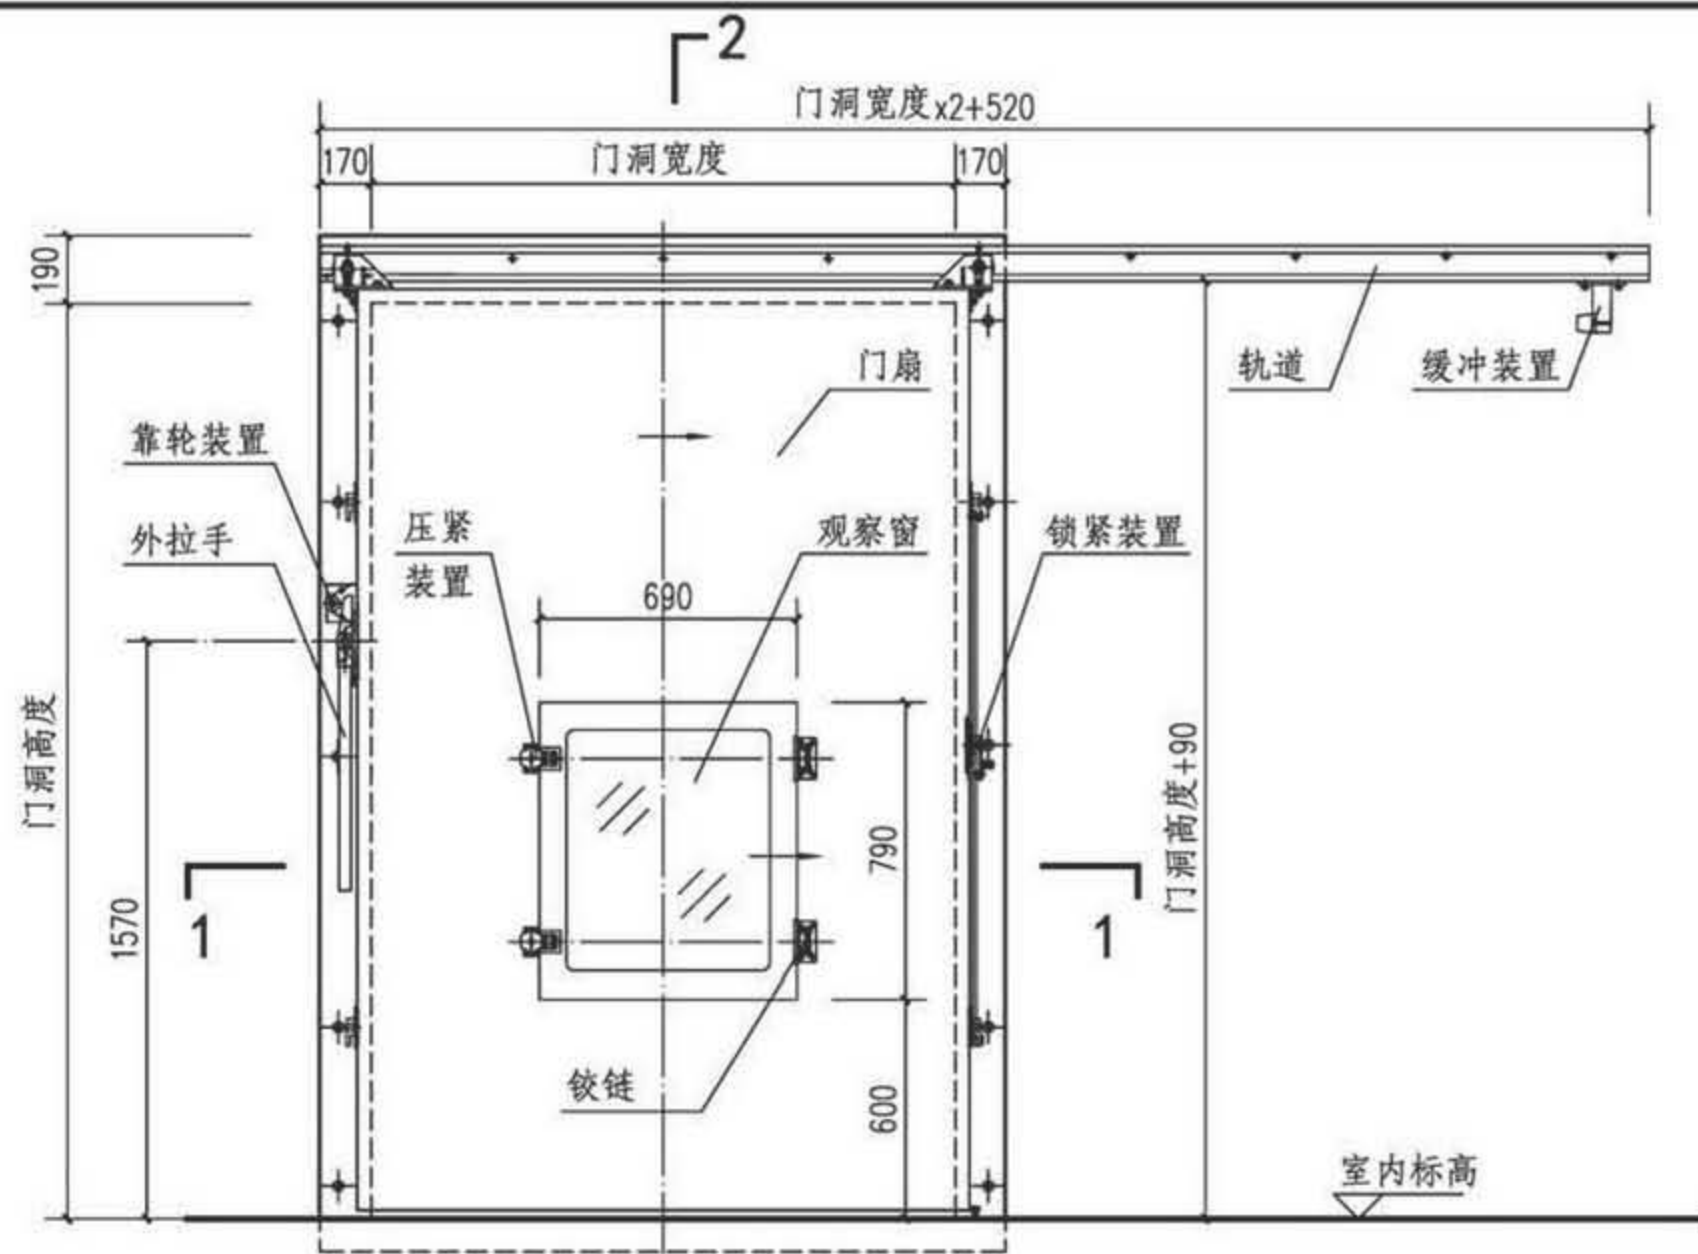 2
门洞宽度x2+520
170
门洞宽度
170
190
门扇
轨道
缓冲装置
靠轮装置
外拉手
压紧
装置
观察窗
锁紧装置
690
门洞高度
门洞高度+90
790
1570
1
1
铰链
600
室内标高